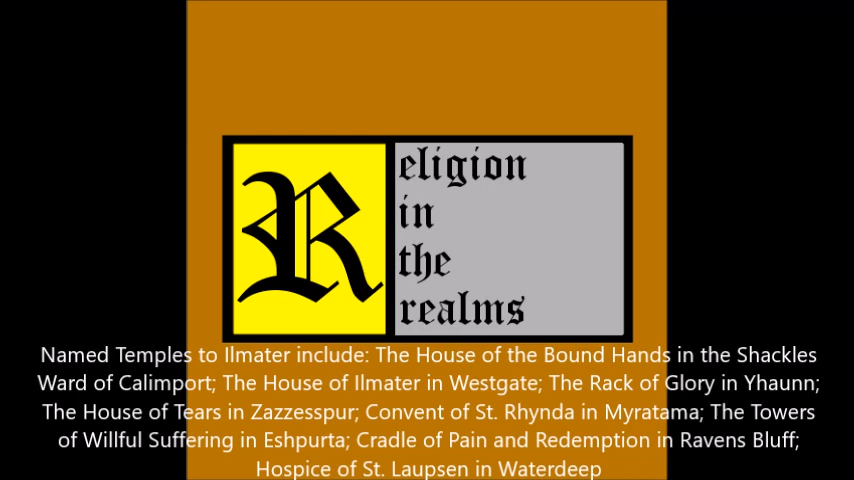 Religion
in
the
realms
Named Temples to Ilmater include: The House of the Bound Hands in the Shackles
Ward of Calimport; The House of Ilmater in Westgate; The Rack of Glory in Yhaunn;
The House of Tears in Zazzesspur; Convent of St. Rhynda in Myratama; The Towers
of Willful Suffering in Eshpurta; Cradle of Pain and Redemption in Ravens Bluff;
Hospice of St. Laupsen in Waterdeep